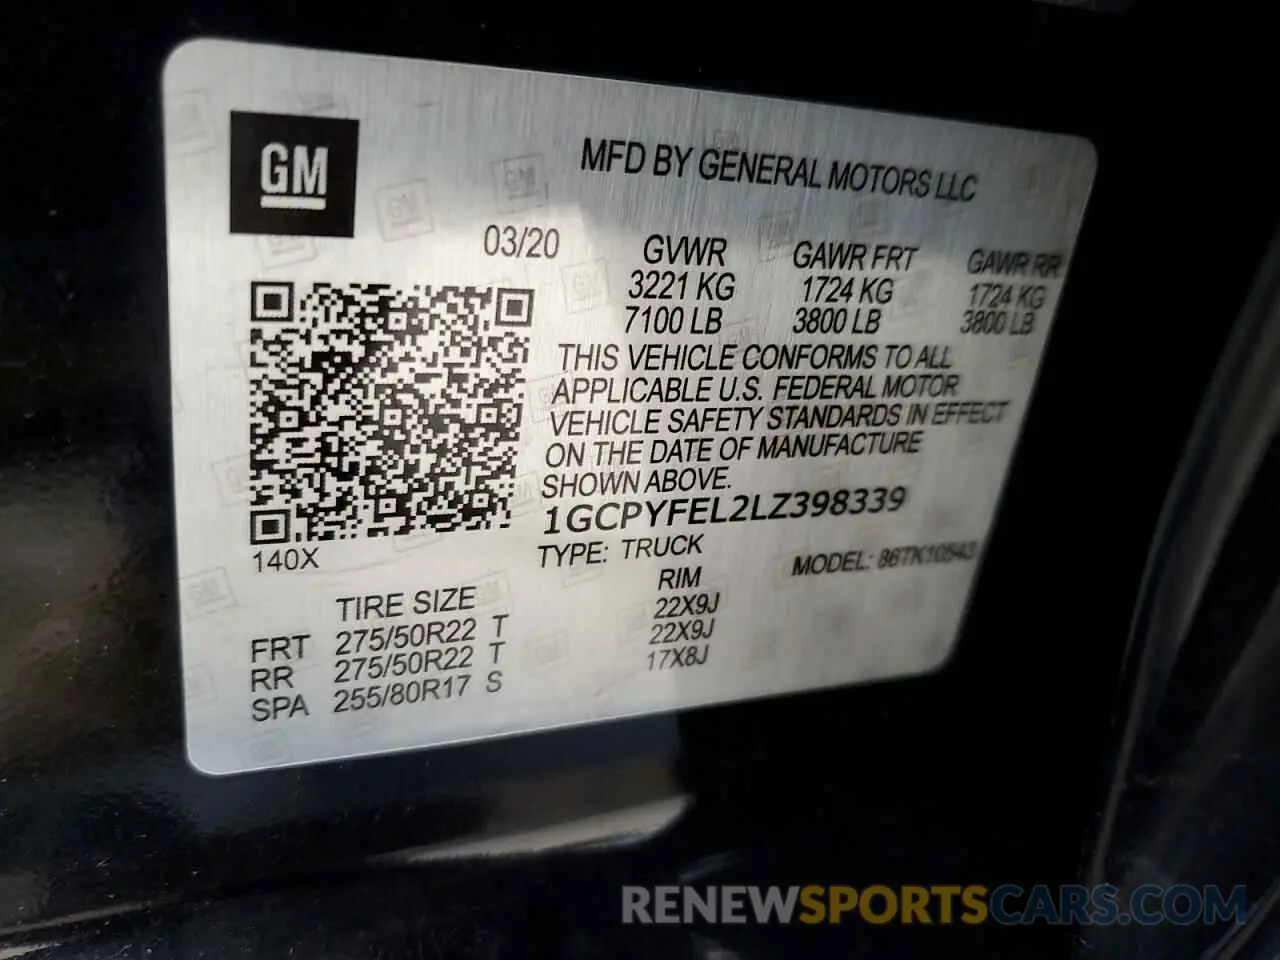 GM
MFD BY GENERAL MOTORS LLC
03/20
GVWR GAWR FRT GAWR RR
3221 KG 1724 KG 1724 KG
7100 LB 3800 LB 3800 LB
THIS VEHICLE CONFORMS TO ALL
APPLICABLE U.S. FEDERAL MOTOR
VEHICLE SAFETY STANDARDS IN EFFECT
ON THE DATE OF MANUFACTURE
SHOWN ABOVE.
1GCPYFEL2LZ398339
140X
TYPE: TRUCK MODEL: 86TK10543
TIRE SIZE RIM
FRT 275/50R22 T 22X9J
RR 275/50R22 T 22X9J
SPA 255/80R17 S 17X8J
RENEWSPORTSCARS.COM